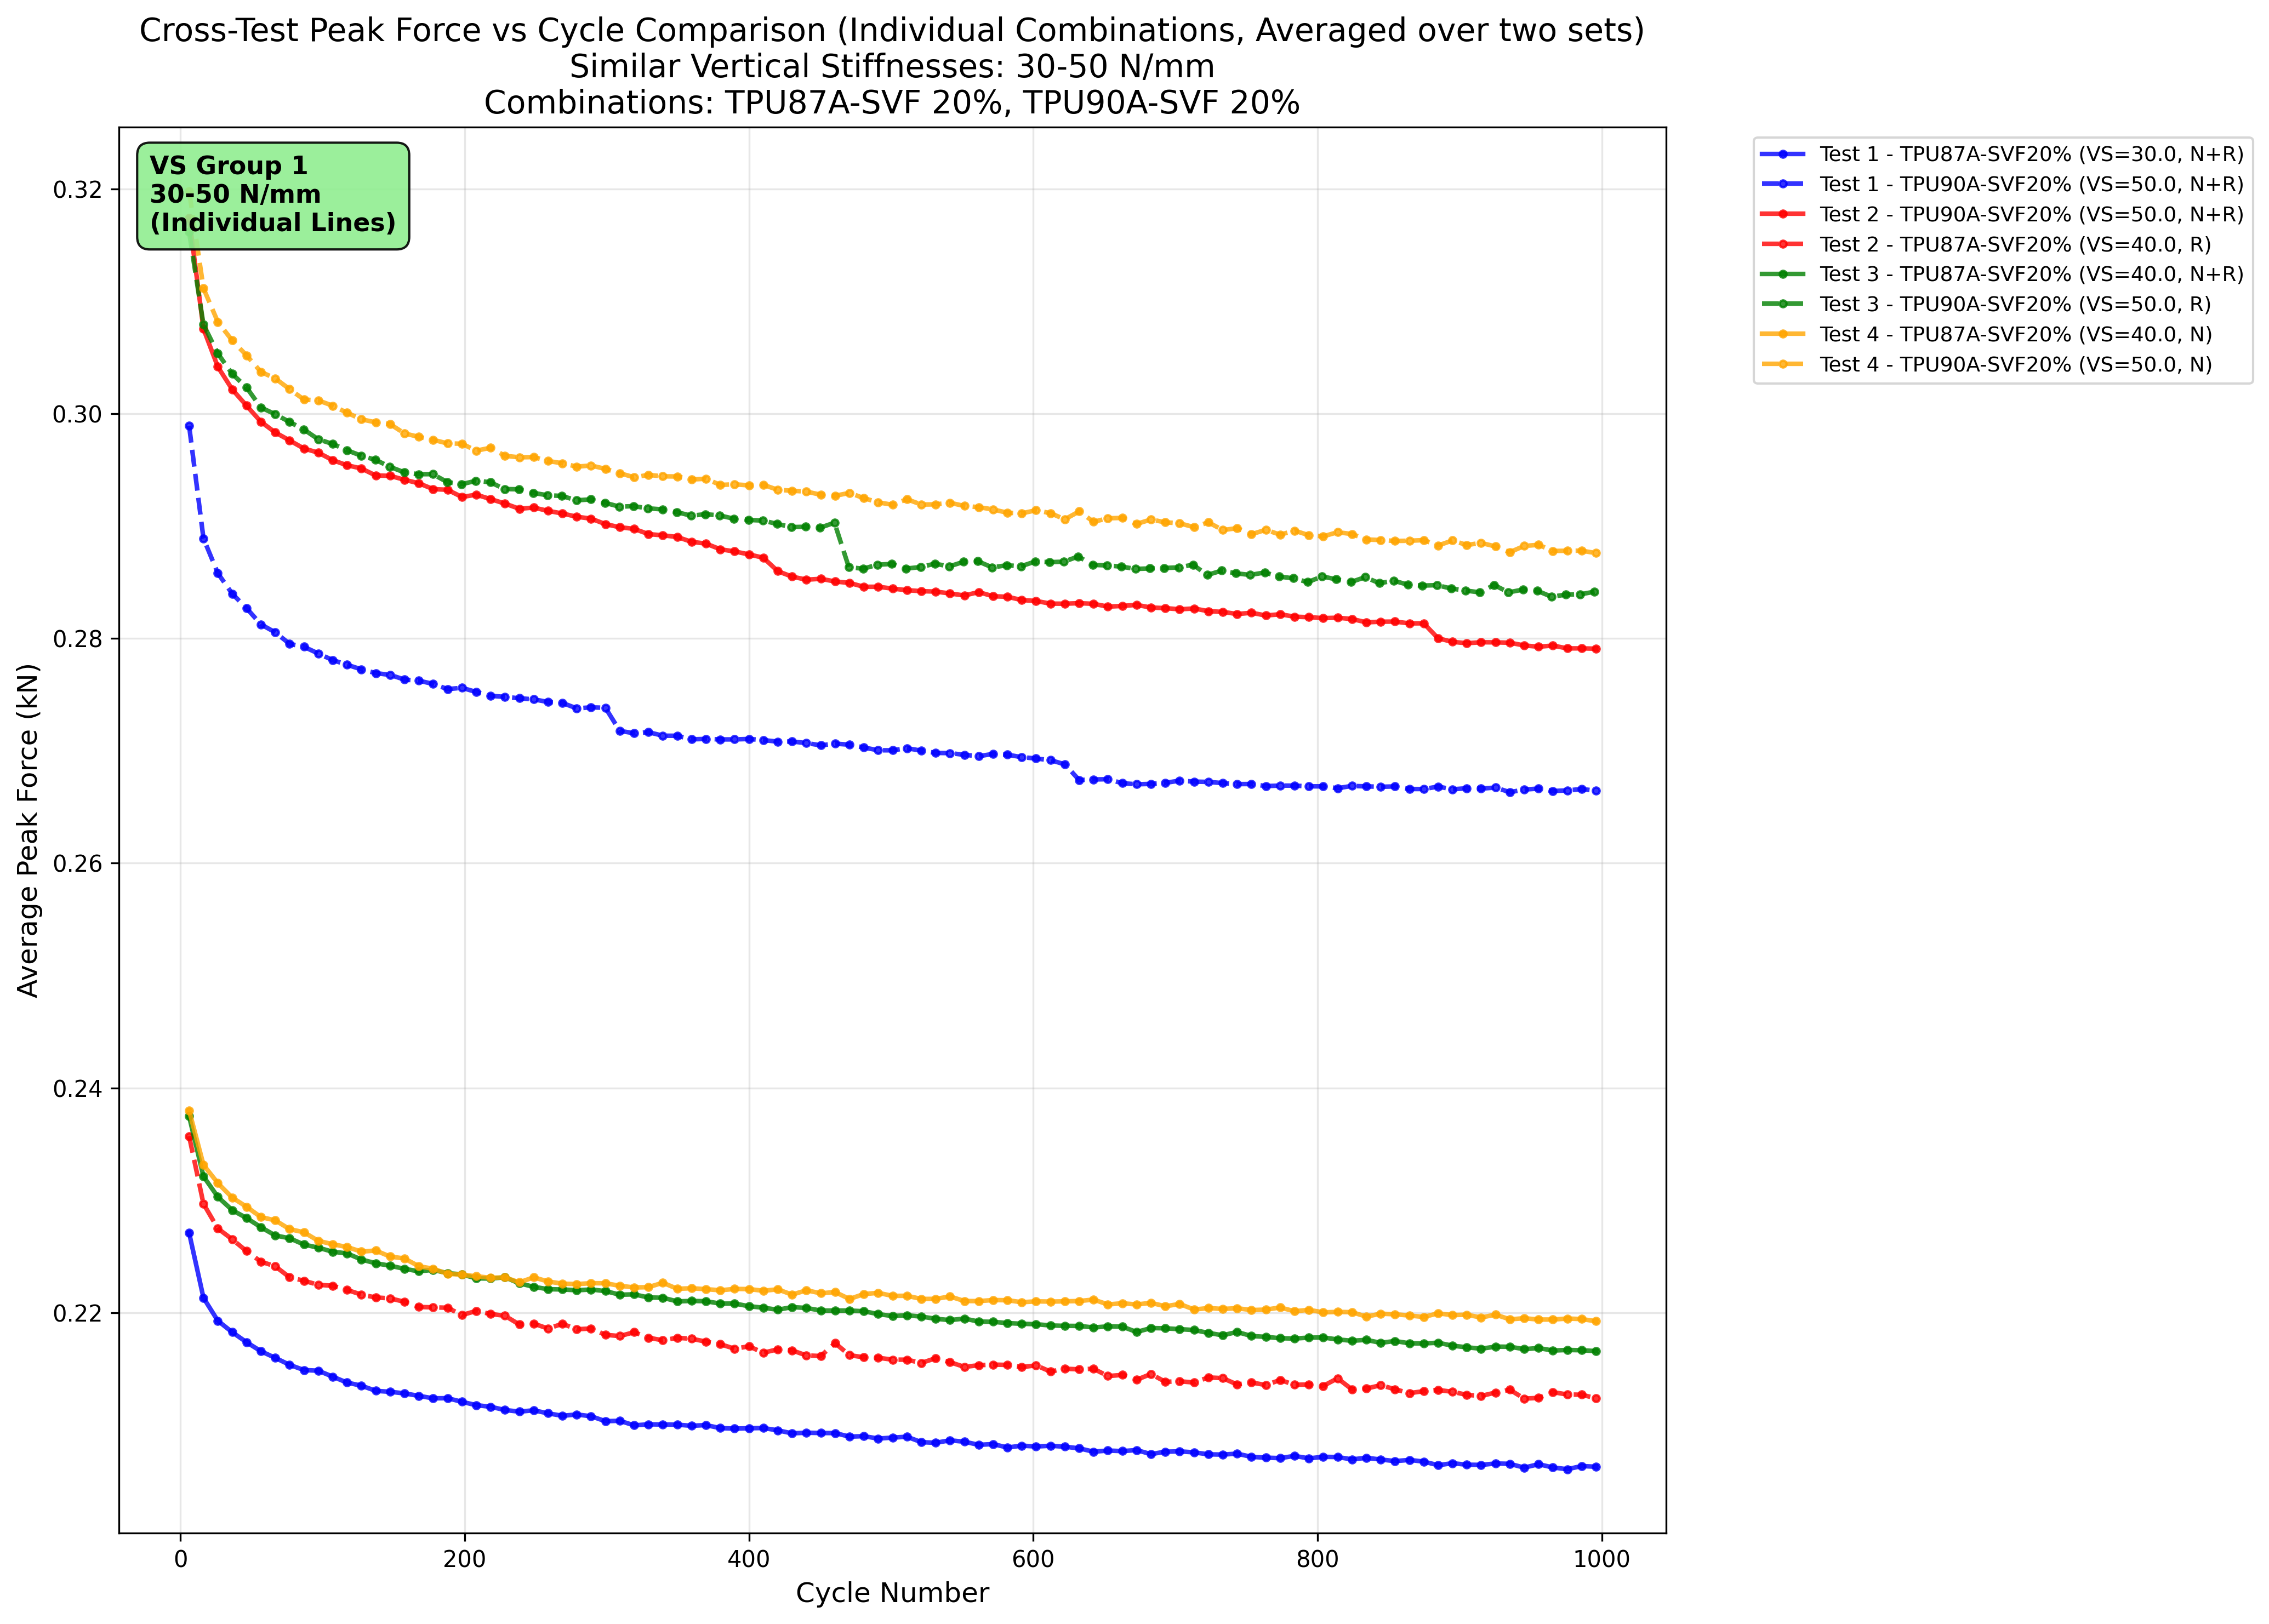 Cross-Test Peak Force vs Cycle Comparison (Individual Combinations, Averaged over two sets)
Similar Vertical Stiffnesses: 30-50 N/mm
Combinations: TPU87A-SVF 20%, TPU90A-SVF 20%
VS Group 1
30-50 N/mm
(Individual Lines)
Test 1 - TPU87A-SVF20% (VS=30.0, N+R)
Test 1 - TPU90A-SVF20% (VS=50.0, N+R)
Test 2 - TPU90A-SVF20% (VS=50.0, N+R)
Test 2 - TPU87A-SVF20% (VS=40.0, R)
Test 3 - TPU87A-SVF20% (VS=40.0, N+R)
Test 3 - TPU90A-SVF20% (VS=50.0, R)
Test 4 - TPU87A-SVF20% (VS=40.0, N)
Test 4 - TPU90A-SVF20% (VS=50.0, N)
Average Peak Force (kN)
0.32
0.30
0.28
0.26
0.24
0.22
0 200 400 600 800 1000
Cycle Number